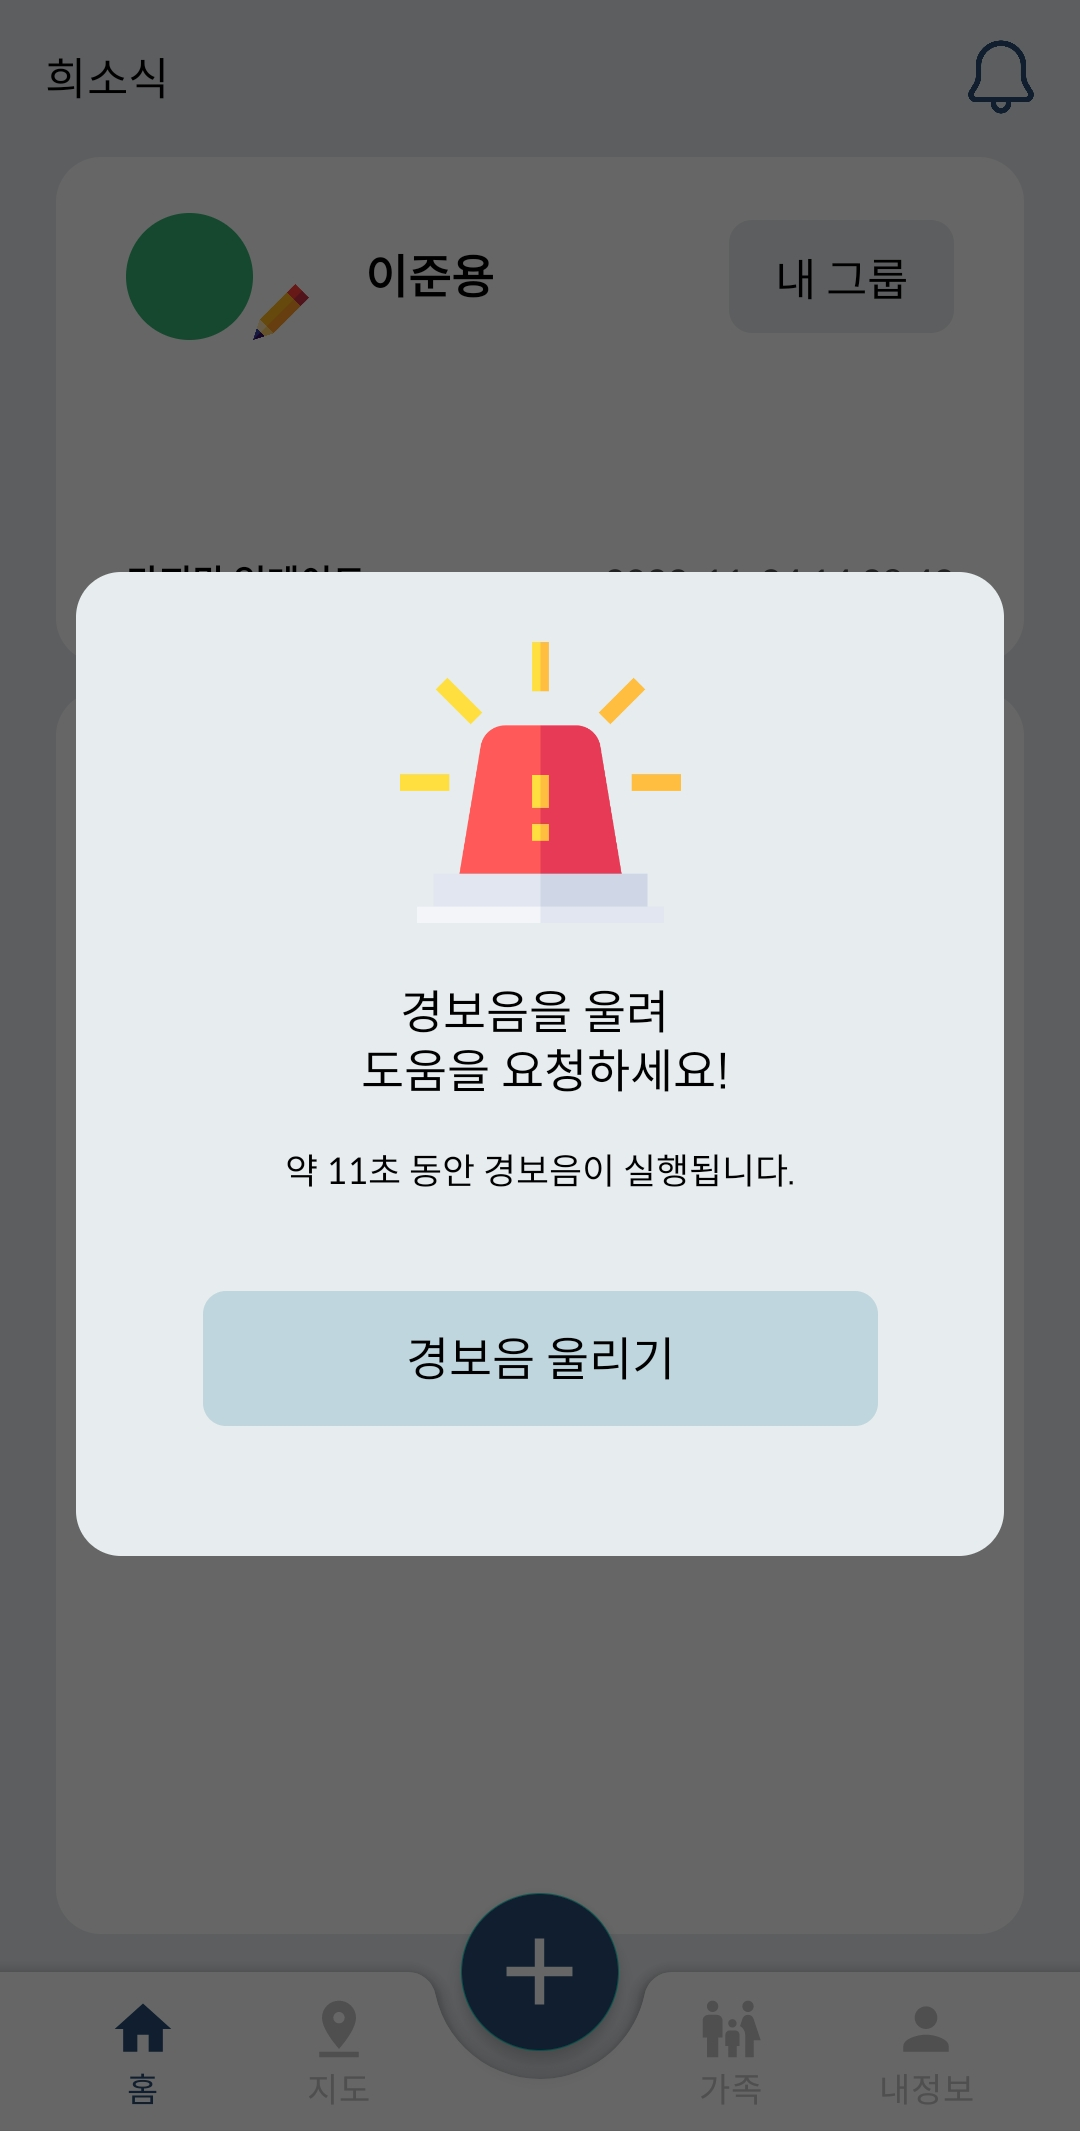 희소식
이준용
내 그룹
경보음을 울려
도움을 요청하세요!
약 11초 동안 경보음이 실행됩니다.
경보음 울리기
홈
지도
가족
내정보